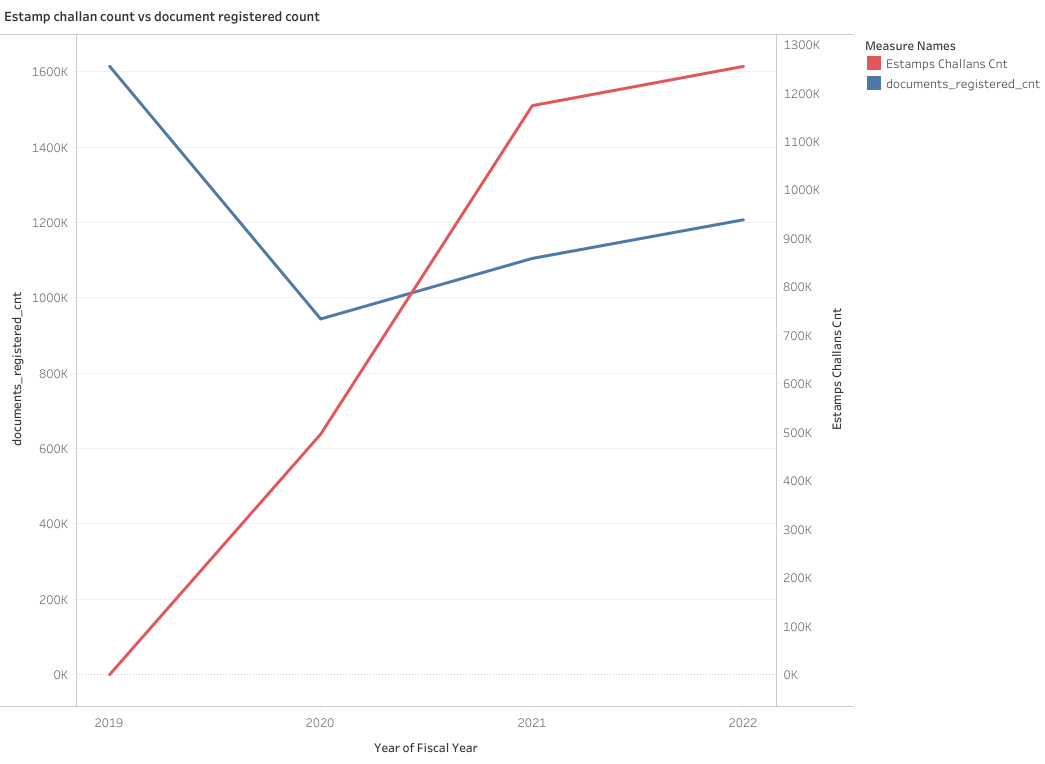 Estamp challan count vs document registered count
Measure Names
Estamps Challans Cnt
documents_registered_cnt
documents_registered_cnt
1600K
1400K
1200K
1000K
800K
600K
400K
200K
0K
1300K
1200K
1100K
1000K
900K
800K
700K
600K
500K
400K
300K
200K
100K
0K
Estamps Challans Cnt
2019 2020 2021 2022
Year of Fiscal Year